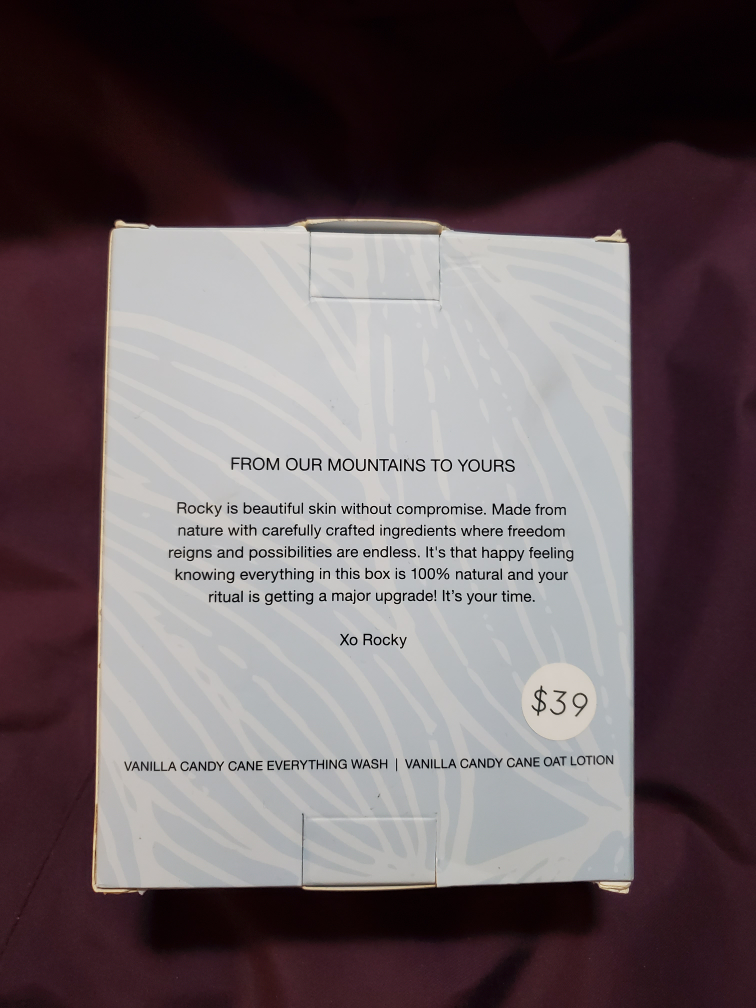 FROM OUR MOUNTAINS TO YOURS
Rocky is beautiful skin without compromise. Made from
nature with carefully crafted ingredients where freedom
reigns and possibilities are endless. It's that happy feeling
knowing everything in this box is 100% natural and your
ritual is getting a major upgrade! It's your time.
Xo Rocky
$39
VANILLA CANDY CANE EVERYTHING WASH | VANILLA CANDY CANE OAT LOTION